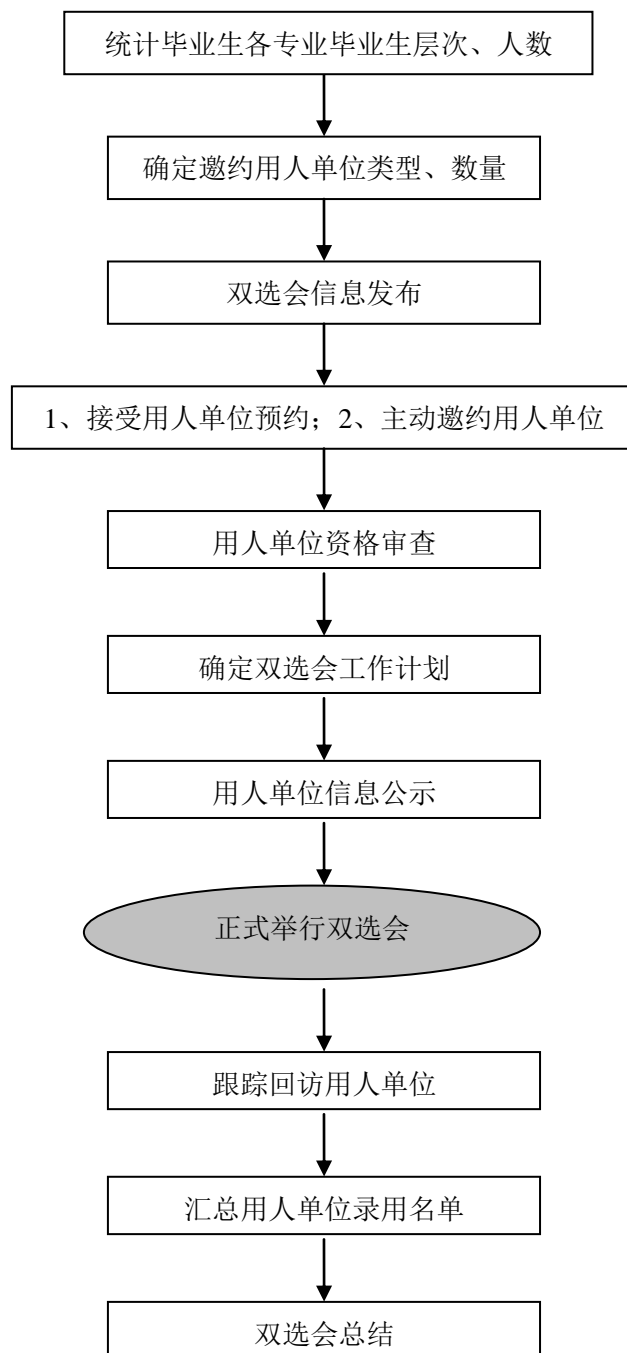 统计毕业生各专业毕业生层次、人数
确定邀约用人单位类型、数量
双选会信息发布
1、接受用人单位预约；2、主动邀约用人单位
用人单位资格审查
确定双选会工作计划
用人单位信息公示
正式举行双选会
跟踪回访用人单位
汇总用人单位录用名单
双选会总结